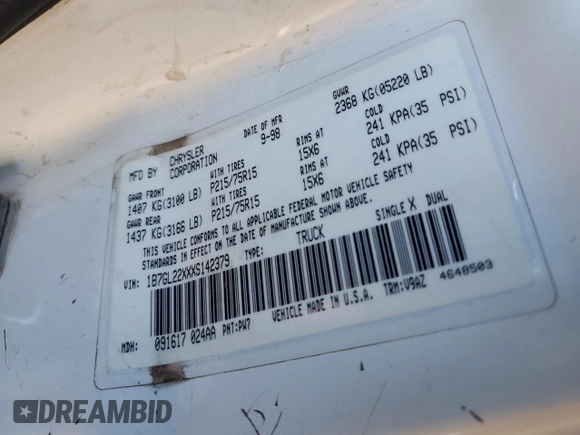 MFD BY CHRYSLER CORPORATION DATE OF MFR 9-98 GVWR 2368 KG(05220 LB)
GAWR FRONT 1407 KG(3100 LB) WITH TIRES P215/75R15 RIMS AT 15X6 COLD 241 KPA(35 PSI)
GAWR REAR 1437 KG(3166 LB) WITH TIRES P215/75R15 RIMS AT 15X6 COLD 241 KPA(35 PSI)
THIS VEHICLE CONFORMS TO ALL APPLICABLE FEDERAL MOTOR VEHICLE SAFETY
STANDARDS IN EFFECT ON THE DATE OF MANUFACTURE SHOWN ABOVE.
VIN: 1B7GL22XXXS142379 TYPE: TRUCK SINGLE X DUAL
MDH: 091617 024AA PNT:PW7 VEHICLE MADE IN U.S.A. TRM:V9AZ 4640503
DREAMBID